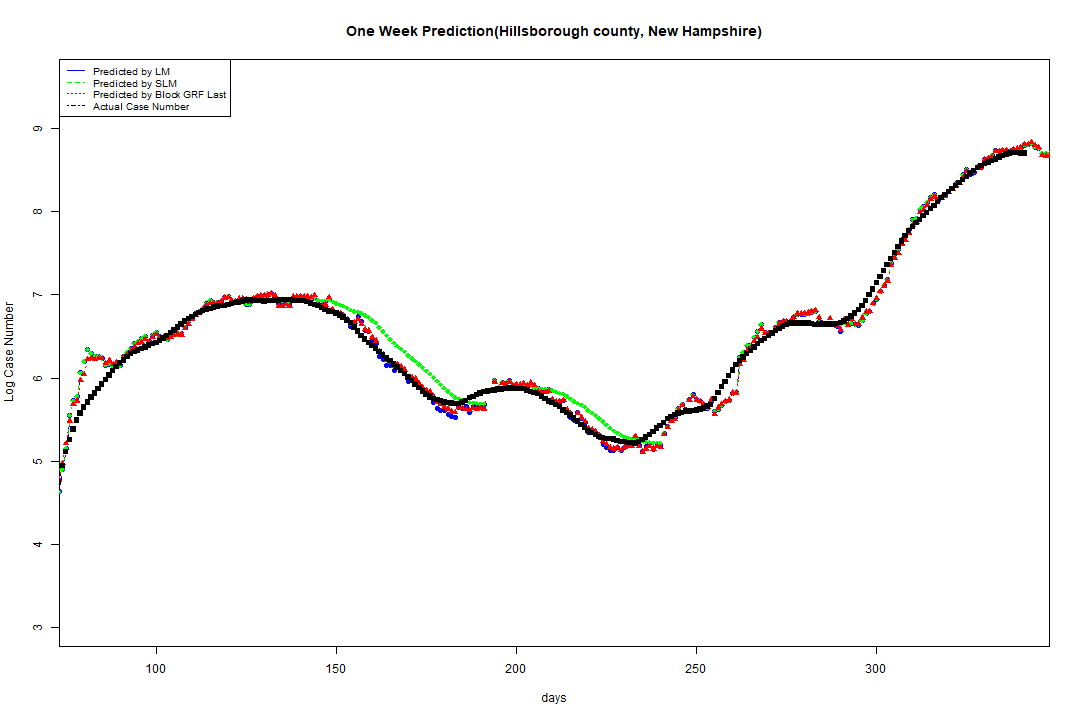 One Week Prediction(Hillsborough county, New Hampshire)
Predicted by LM
Predicted by SLM
Predicted by Block GRF Last
Actual Case Number
9
8
7
6
5
4
3
Log Case Number
100 150 200 250 300
days